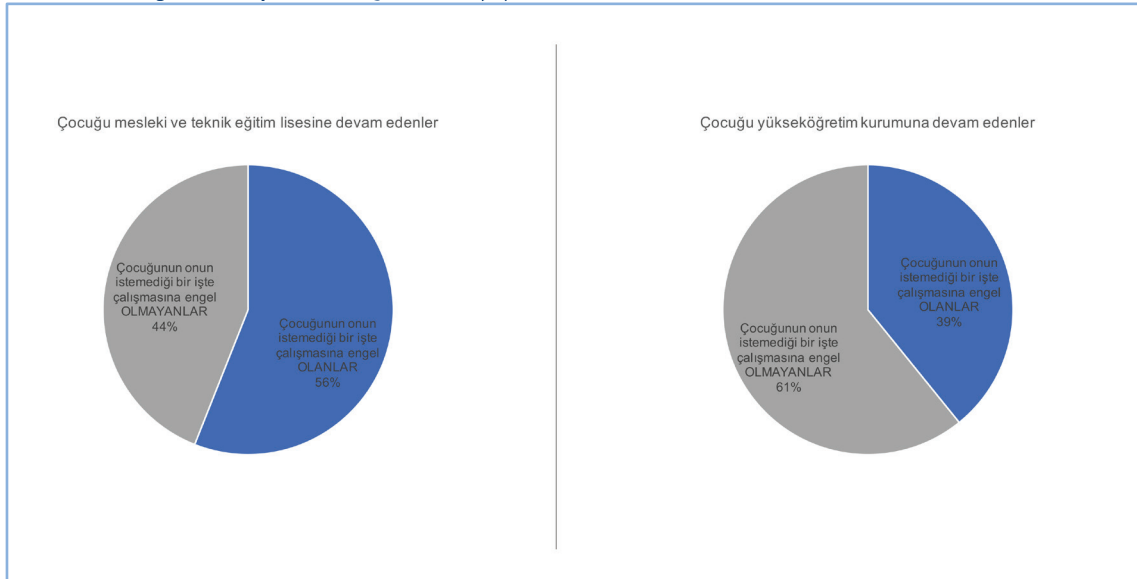 Çocuğu mesleki ve teknik eğitim lisesine devam edenler
Çocuğunun onun
istemediği bir işte
çalışmasına engel
OLMAYANLAR
44%
Çocuğunun onun
istemediği bir işte
çalışmasına engel
OLANLAR
56%
Çocuğu yükseköğretim kurumuna devam edenler
Çocuğunun onun
istemediği bir işte
çalışmasına engel
OLANLAR
39%
Çocuğunun onun
istemediği bir işte
çalışmasına engel
OLMAYANLAR
61%